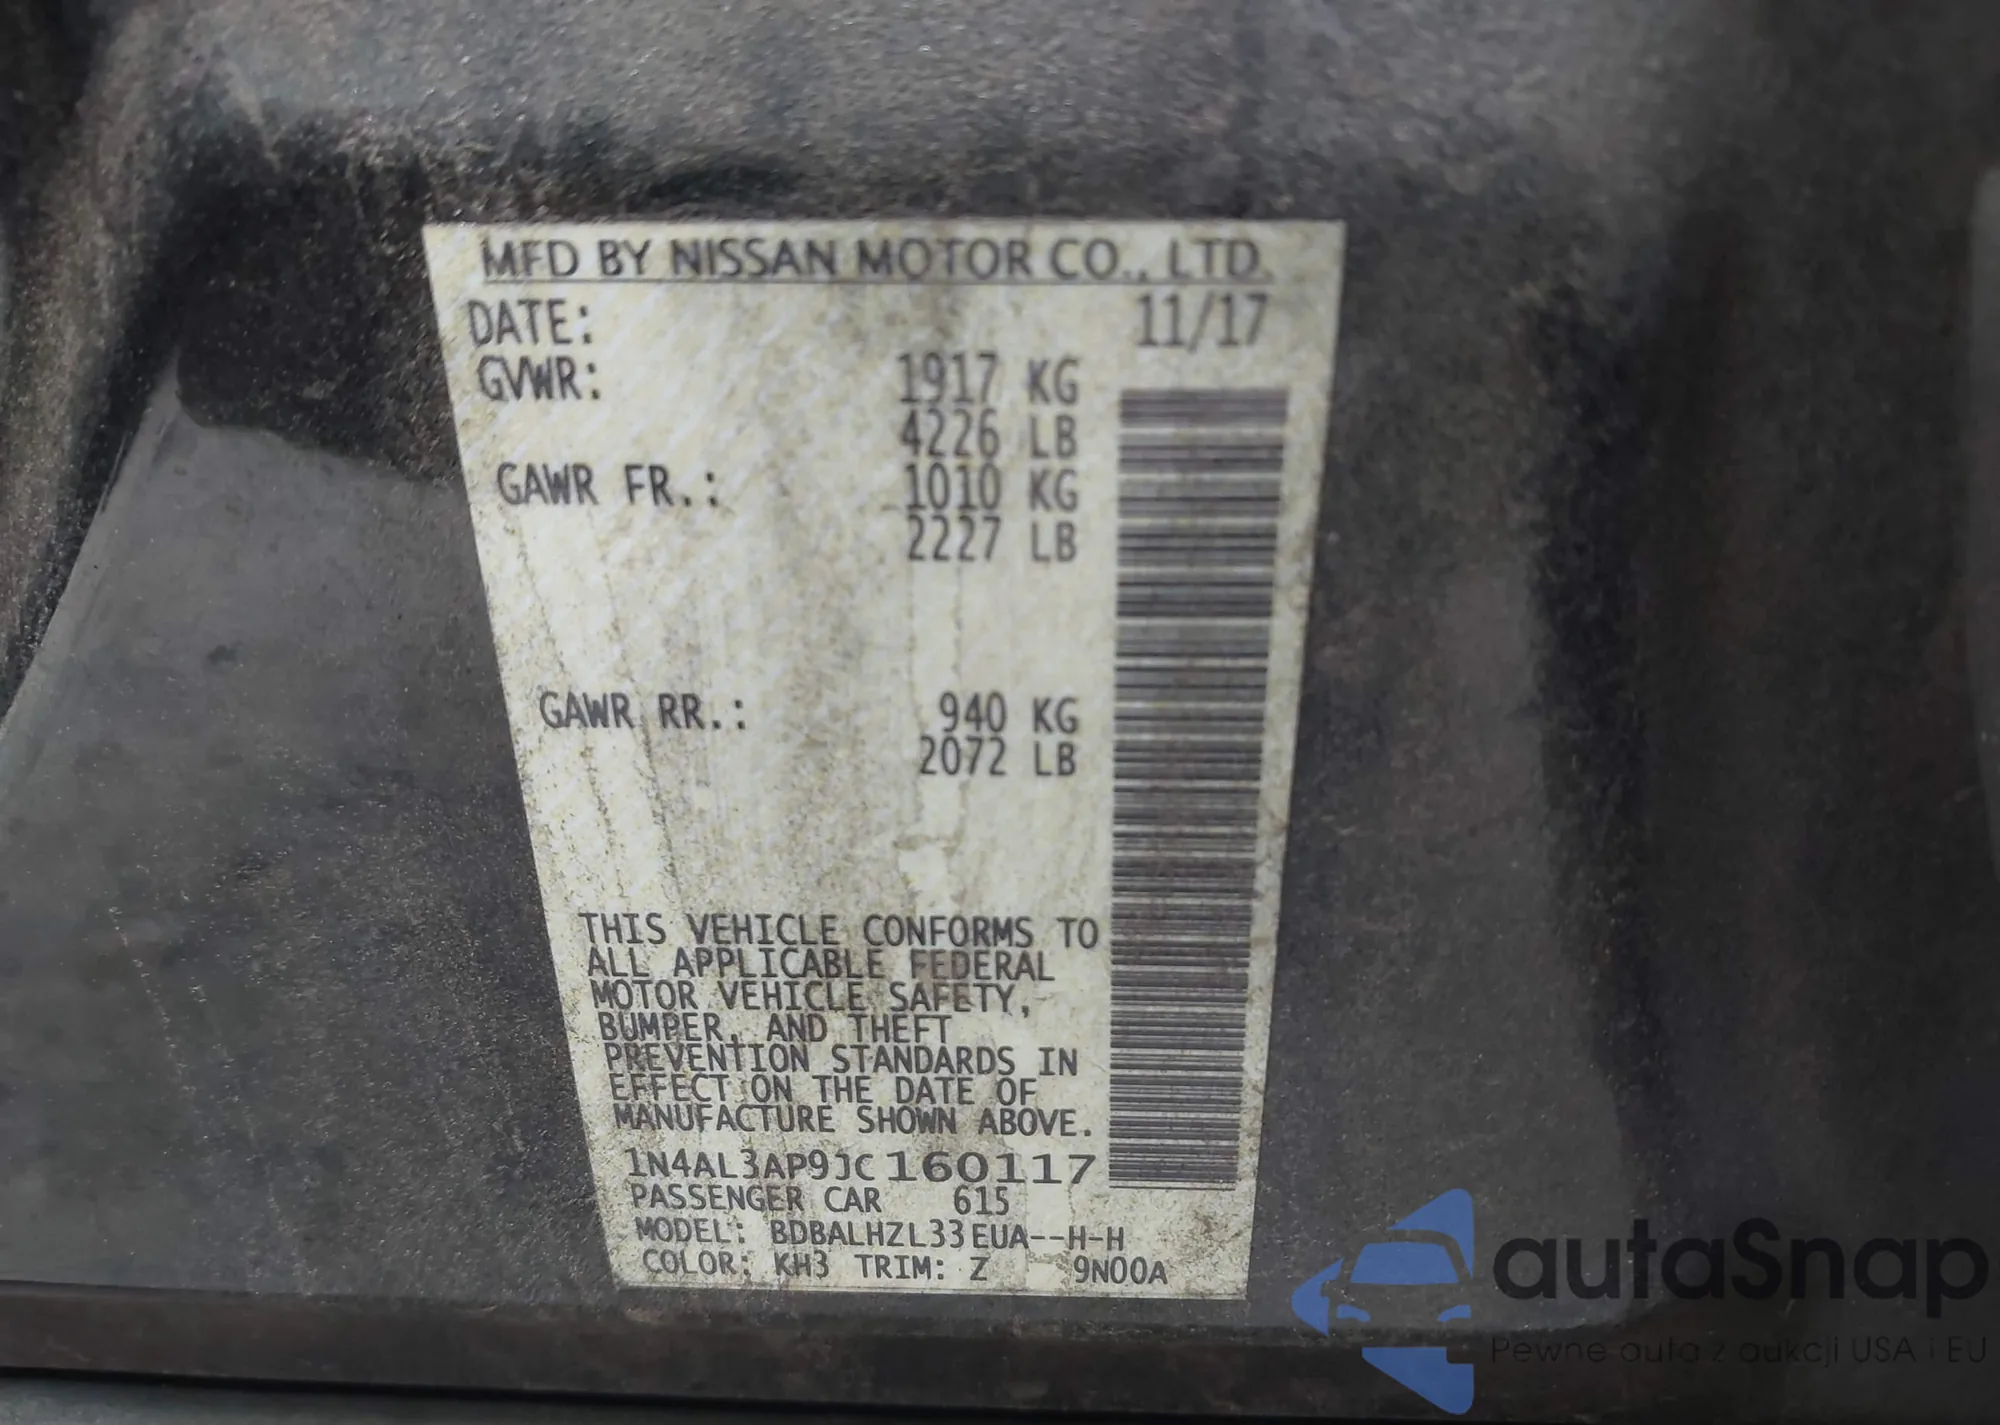 MFD BY NISSAN MOTOR CO., LTD.
DATE: 11/17
GVWR: 1917 KG
4226 LB
GAWR FR.: 1010 KG
2227 LB
GAWR RR.: 940 KG
2072 LB
THIS VEHICLE CONFORMS TO
ALL APPLICABLE FEDERAL
MOTOR VEHICLE SAFETY,
BUMPER, AND THEFT
PREVENTION STANDARDS IN
EFFECT ON THE DATE OF
MANUFACTURE SHOWN ABOVE.
1N4AL3AP9JC160117
PASSENGER CAR 615
MODEL: BDBALHZL33EUA--H-H
COLOR: KH3 TRIM: Z 9N00A
autaSnap
Pewne auta z aukcji USA i EU